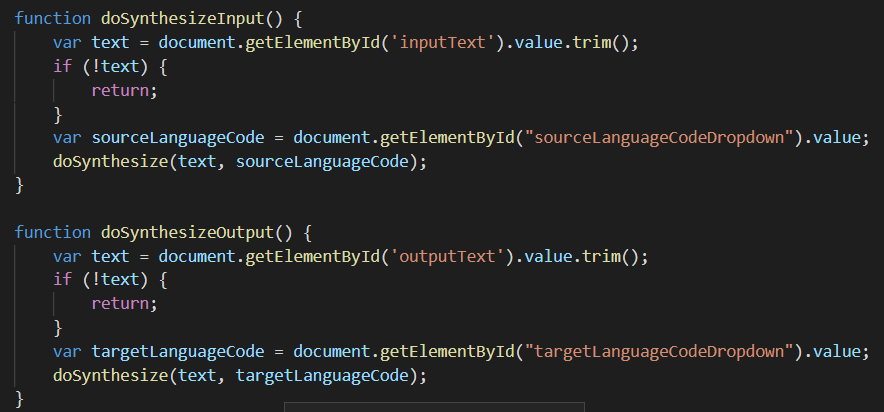 function doSynthesizeInput() {
    var text = document.getElementById('inputText').value.trim();
    if (!text) {
        return;
    }
    var sourceLanguageCode = document.getElementById("sourceLanguageCodeDropdown").value;
    doSynthesize(text, sourceLanguageCode);
}

function doSynthesizeOutput() {
    var text = document.getElementById('outputText').value.trim();
    if (!text) {
        return;
    }
    var targetLanguageCode = document.getElementById("targetLanguageCodeDropdown").value;
    doSynthesize(text, targetLanguageCode);
}